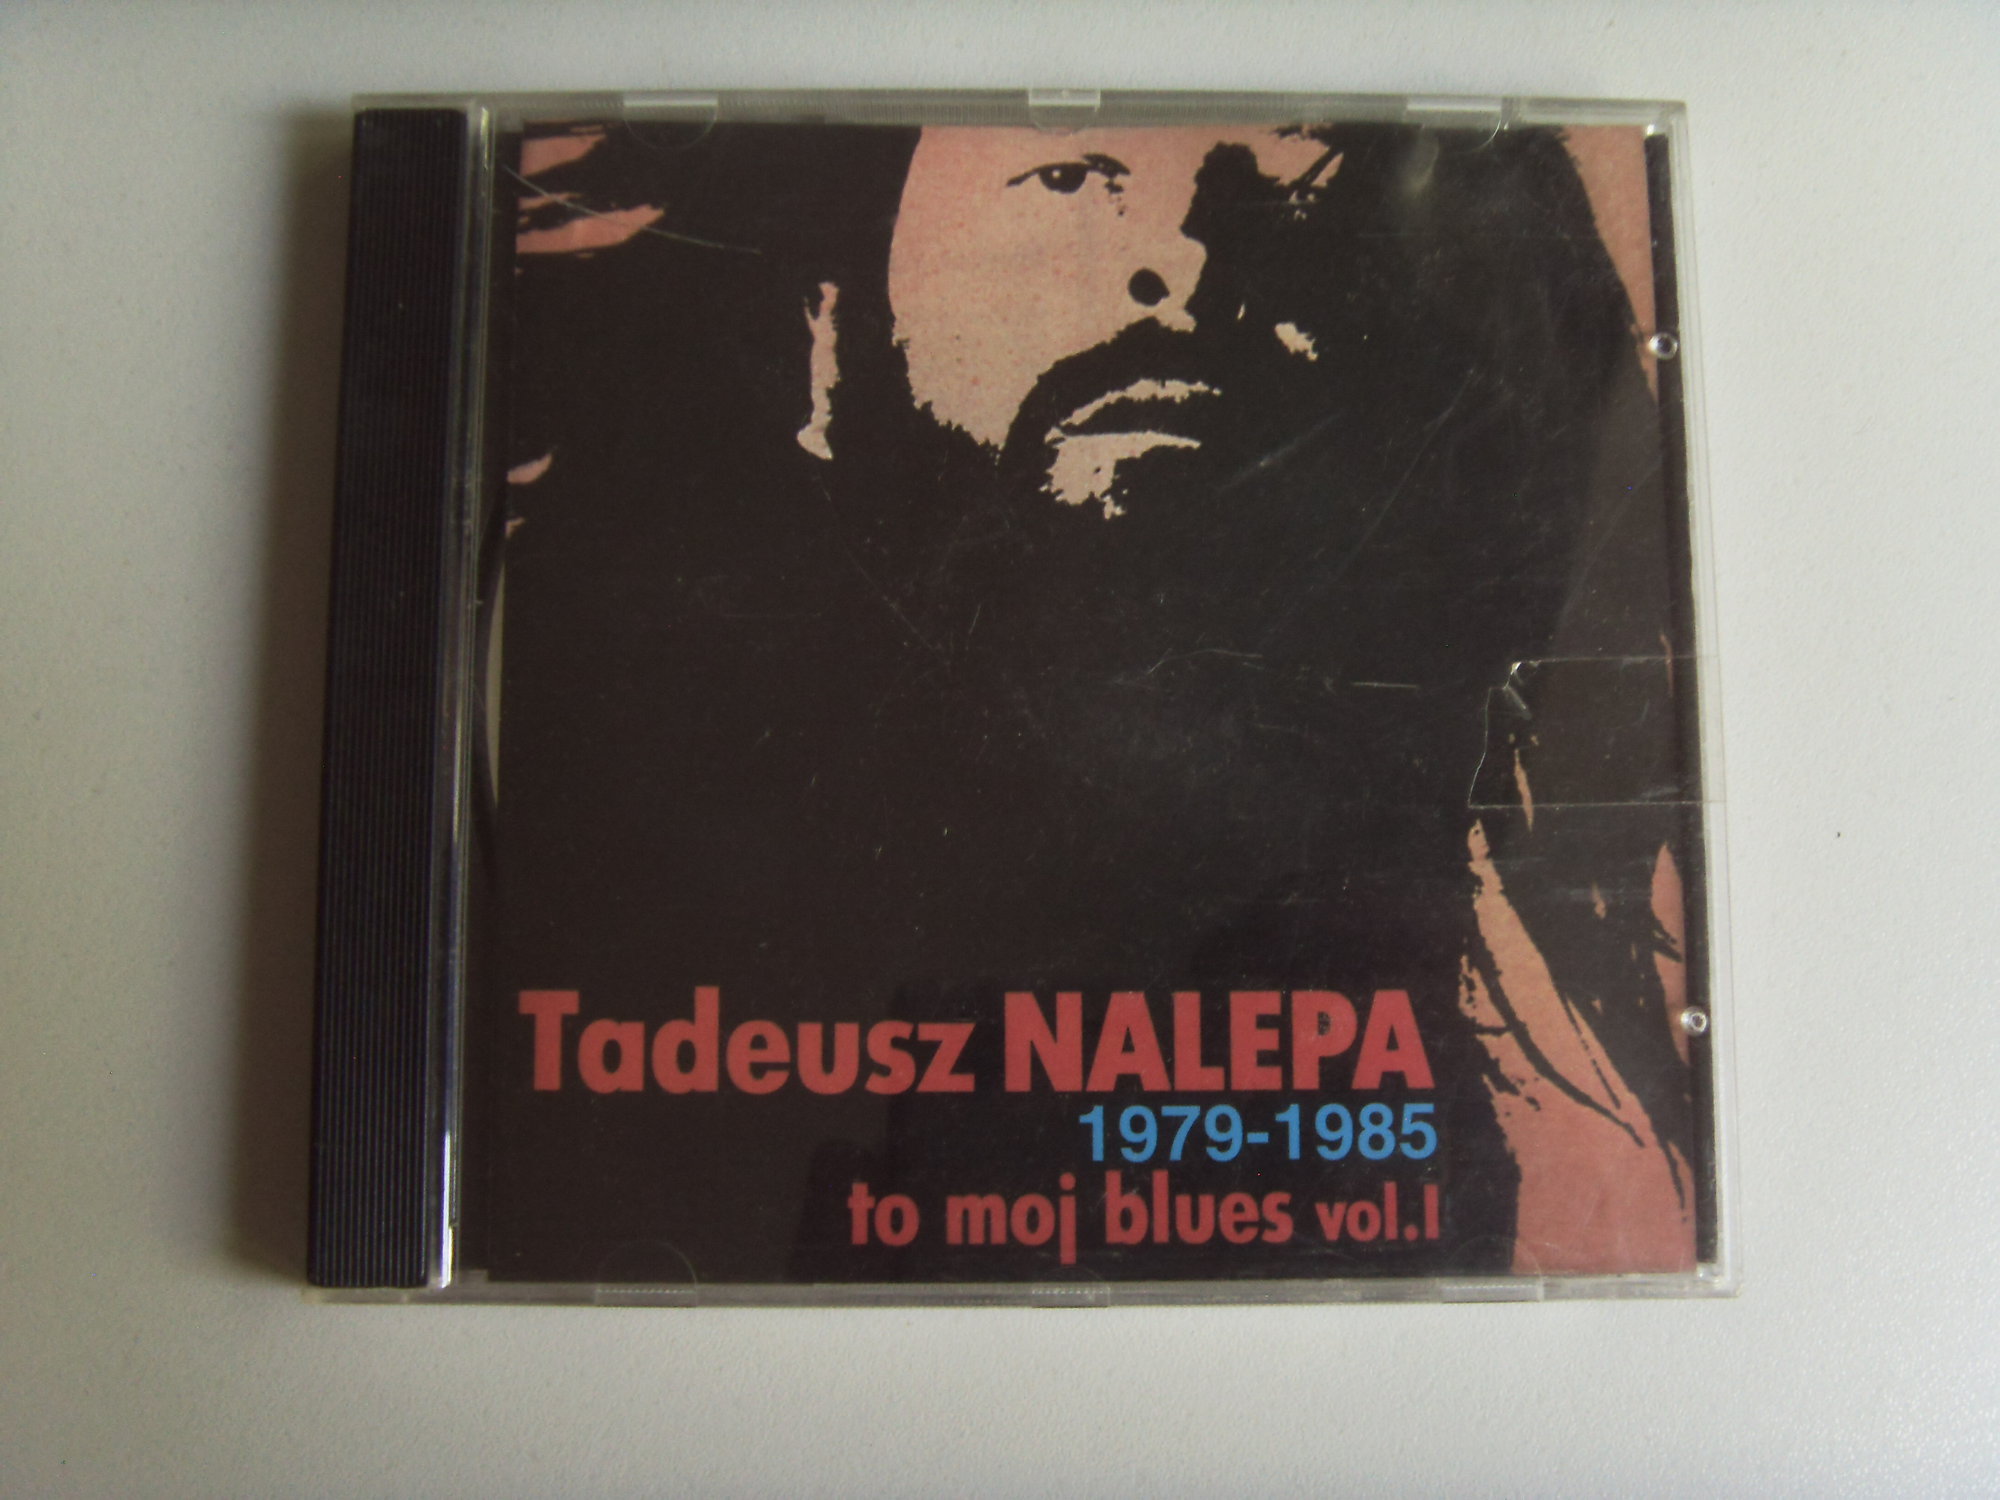 Tadeusz NALEPA
1979-1985
to moj blues vol.I